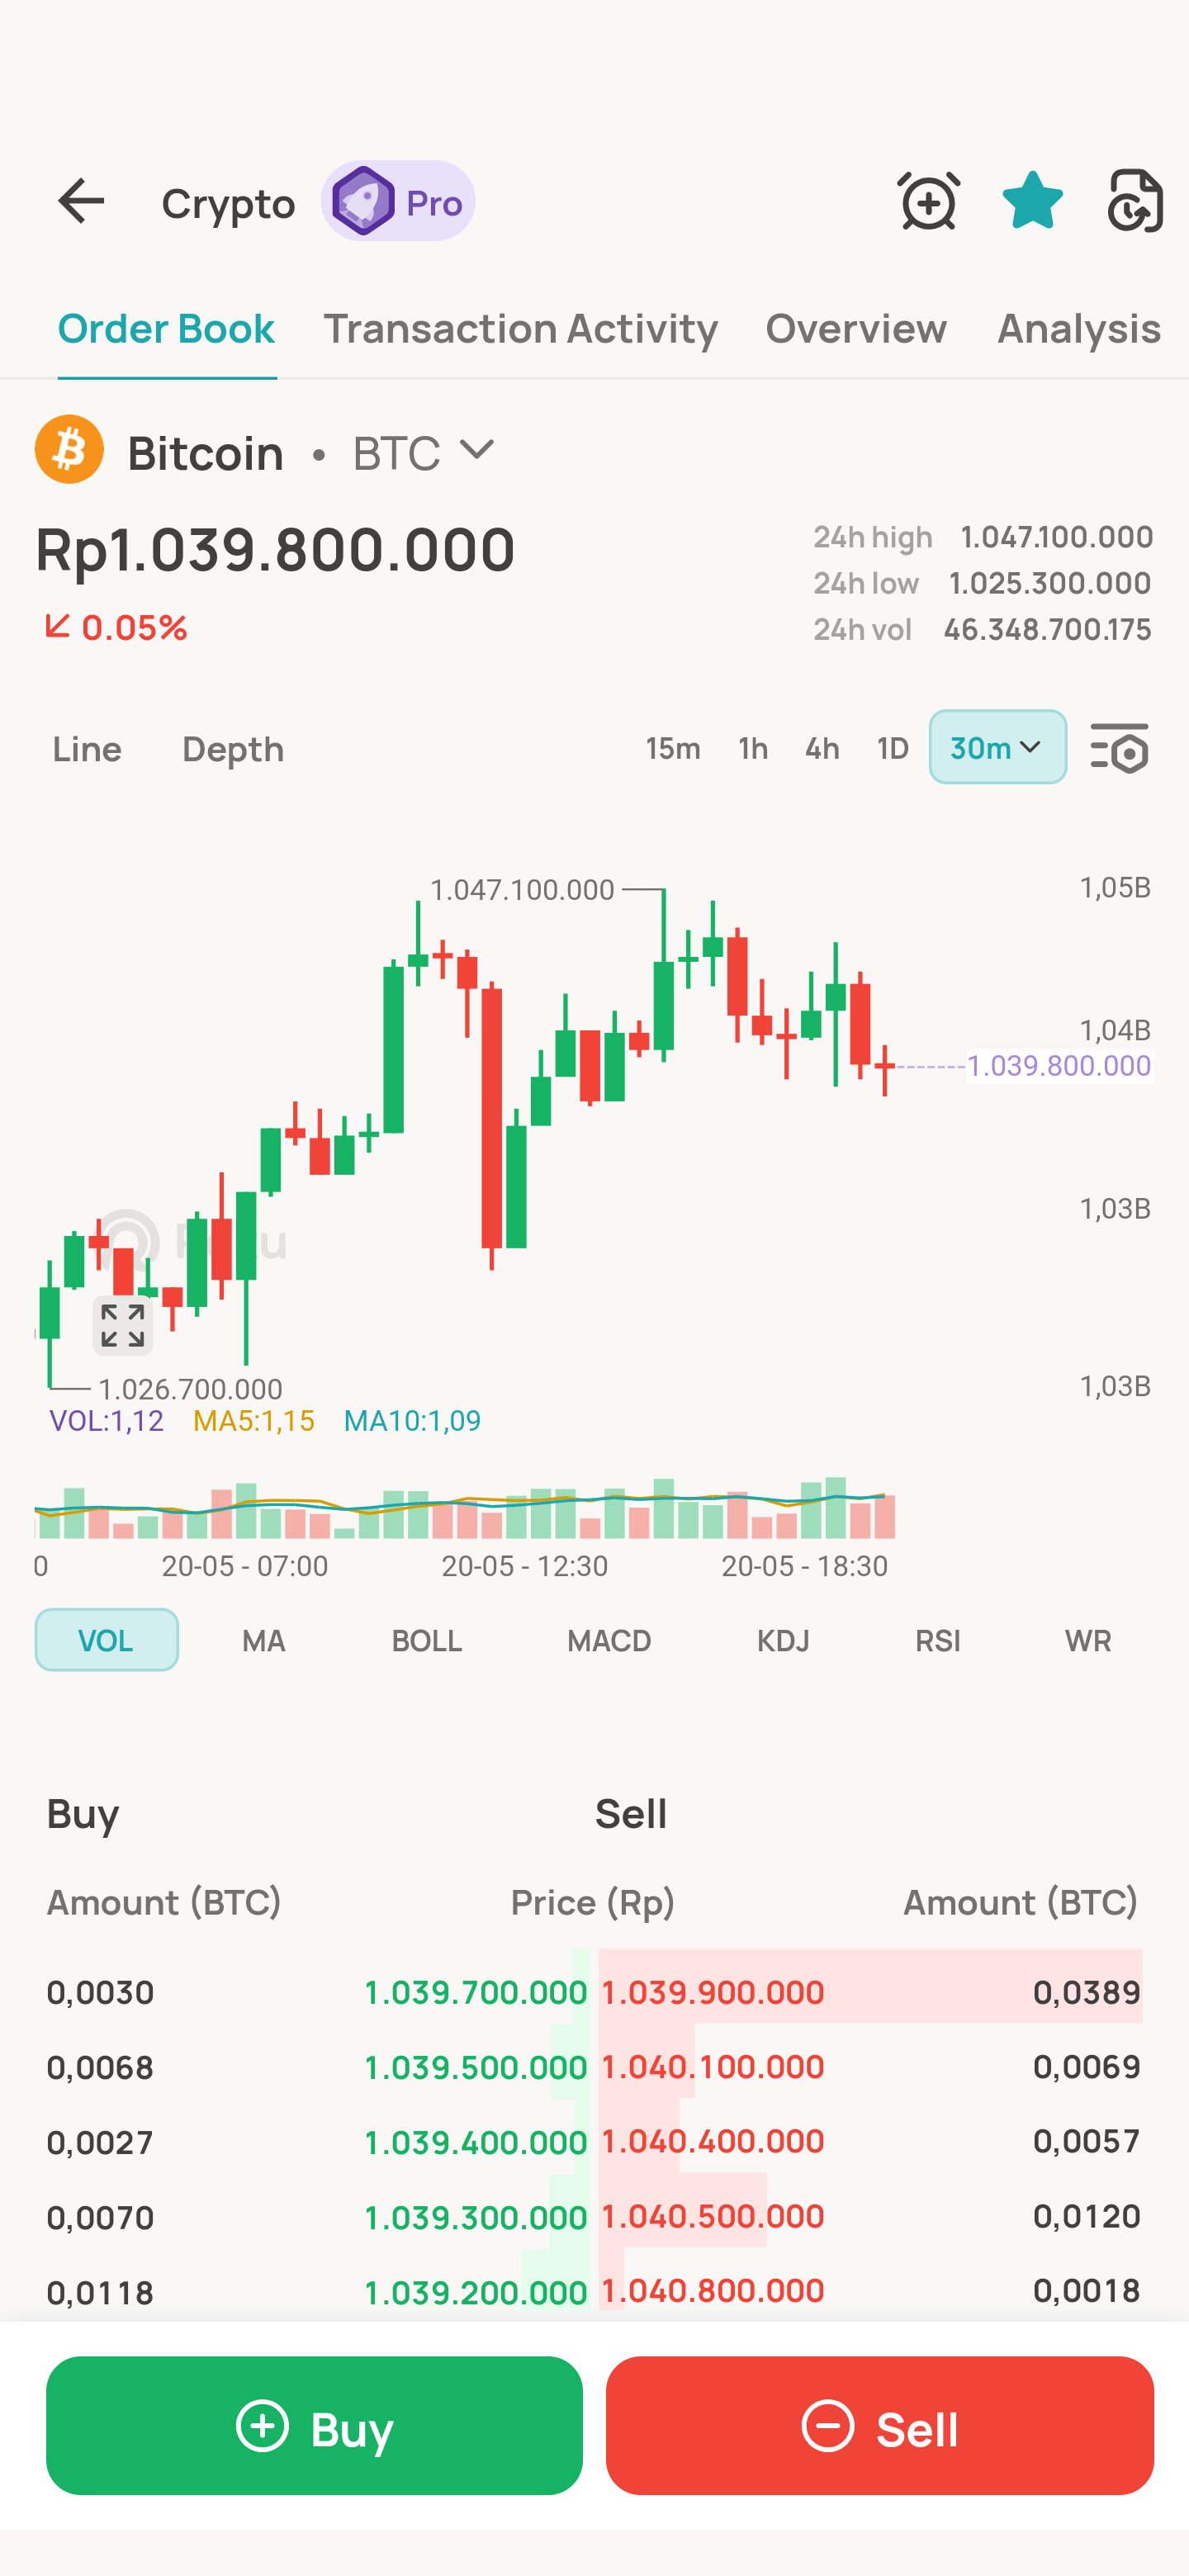 Crypto Pro
Order Book Transaction Activity Overview Analysis
Bitcoin • BTC
Rp1.039.800.000
0.05%
24h high 1.047.100.000
24h low 1.025.300.000
24h vol 46.348.700.175
Line Depth 15m 1h 4h 1D 30m
1.047.100.000
1,05B
1,04B
1.039.800.000
1,03B
1,03B
1.026.700.000
VOL:1,12 MA5:1,15 MA10:1,09
0 20-05 - 07:00 20-05 - 12:30 20-05 - 18:30
VOL MA BOLL MACD KDJ RSI WR
Buy Sell
Amount (BTC) Price (Rp) Amount (BTC)
0,0030 1.039.700.000 1.039.900.000 0,0389
0,0068 1.039.500.000 1.040.100.000 0,0069
0,0027 1.039.400.000 1.040.400.000 0,0057
0,0070 1.039.300.000 1.040.500.000 0,0120
0,0118 1.039.200.000 1.040.800.000 0,0018
Buy Sell